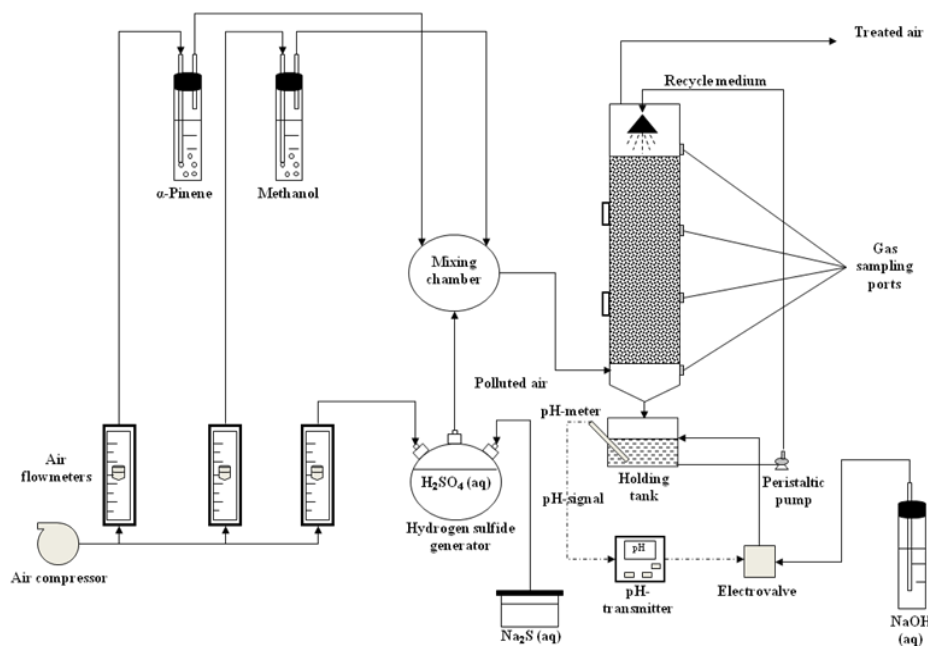 Treated air
Recycle medium
α-Pinene
Methanol
Mixing
chamber
Gas
sampling
ports
Polluted air
pH-meter
Air
flowmeters
H₂SO₄ (aq)
Holding
tank
Peristaltic
pump
pH-signal
Hydrogen sulfide
generator
pH
Air compressor
pH-
transmitter
Electrovalve
Na₂S (aq)
NaOH
(aq)